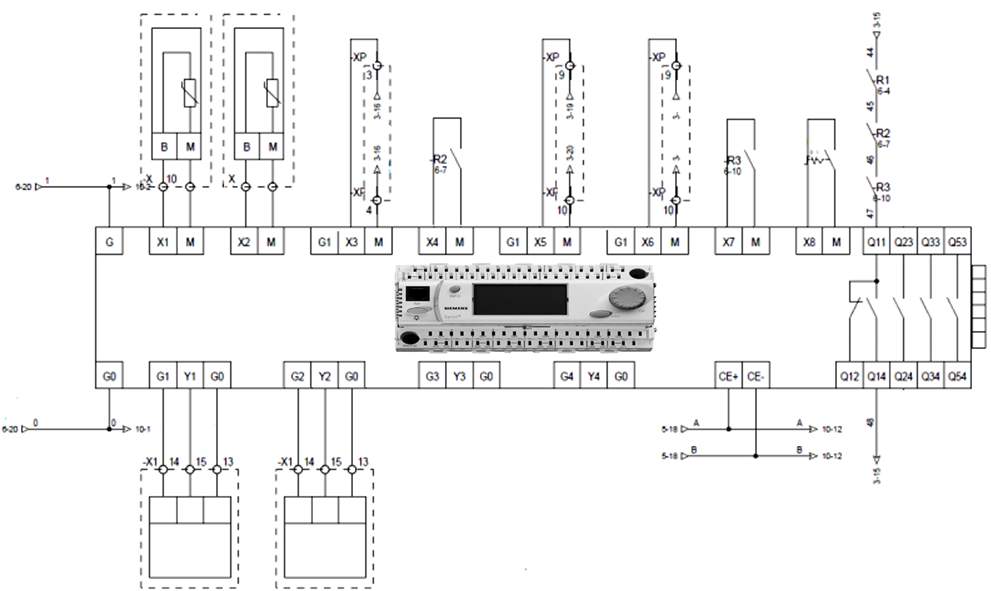 3-15
44
-XP -XP -XP
3 9 9
R1
6-4
3-16 3-19 3-
45
R2
6-7
B M B M
-R2
6-7
3-16 3-20 3-
-R3
6-10
46
6-20 1 1 10-2
X 10 X
-XP -XP -XP
4 10 10
R3
6-10
47
G X1 M X2 M G1 X3 M X4 M G1 X5 M G1 X6 M X7 M X8 M Q11 Q23 Q33 Q53
SIEMENS
G0 G1 Y1 G0 G2 Y2 G0 G3 Y3 G0 G4 Y4 G0 CE+ CE- Q12 Q14 Q24 Q34 Q54
6-20 0 0 10-1
5-18 A A 10-12
48
5-18 B B 10-12
-X1 14 15 13 -X1 14 15 13
3-15